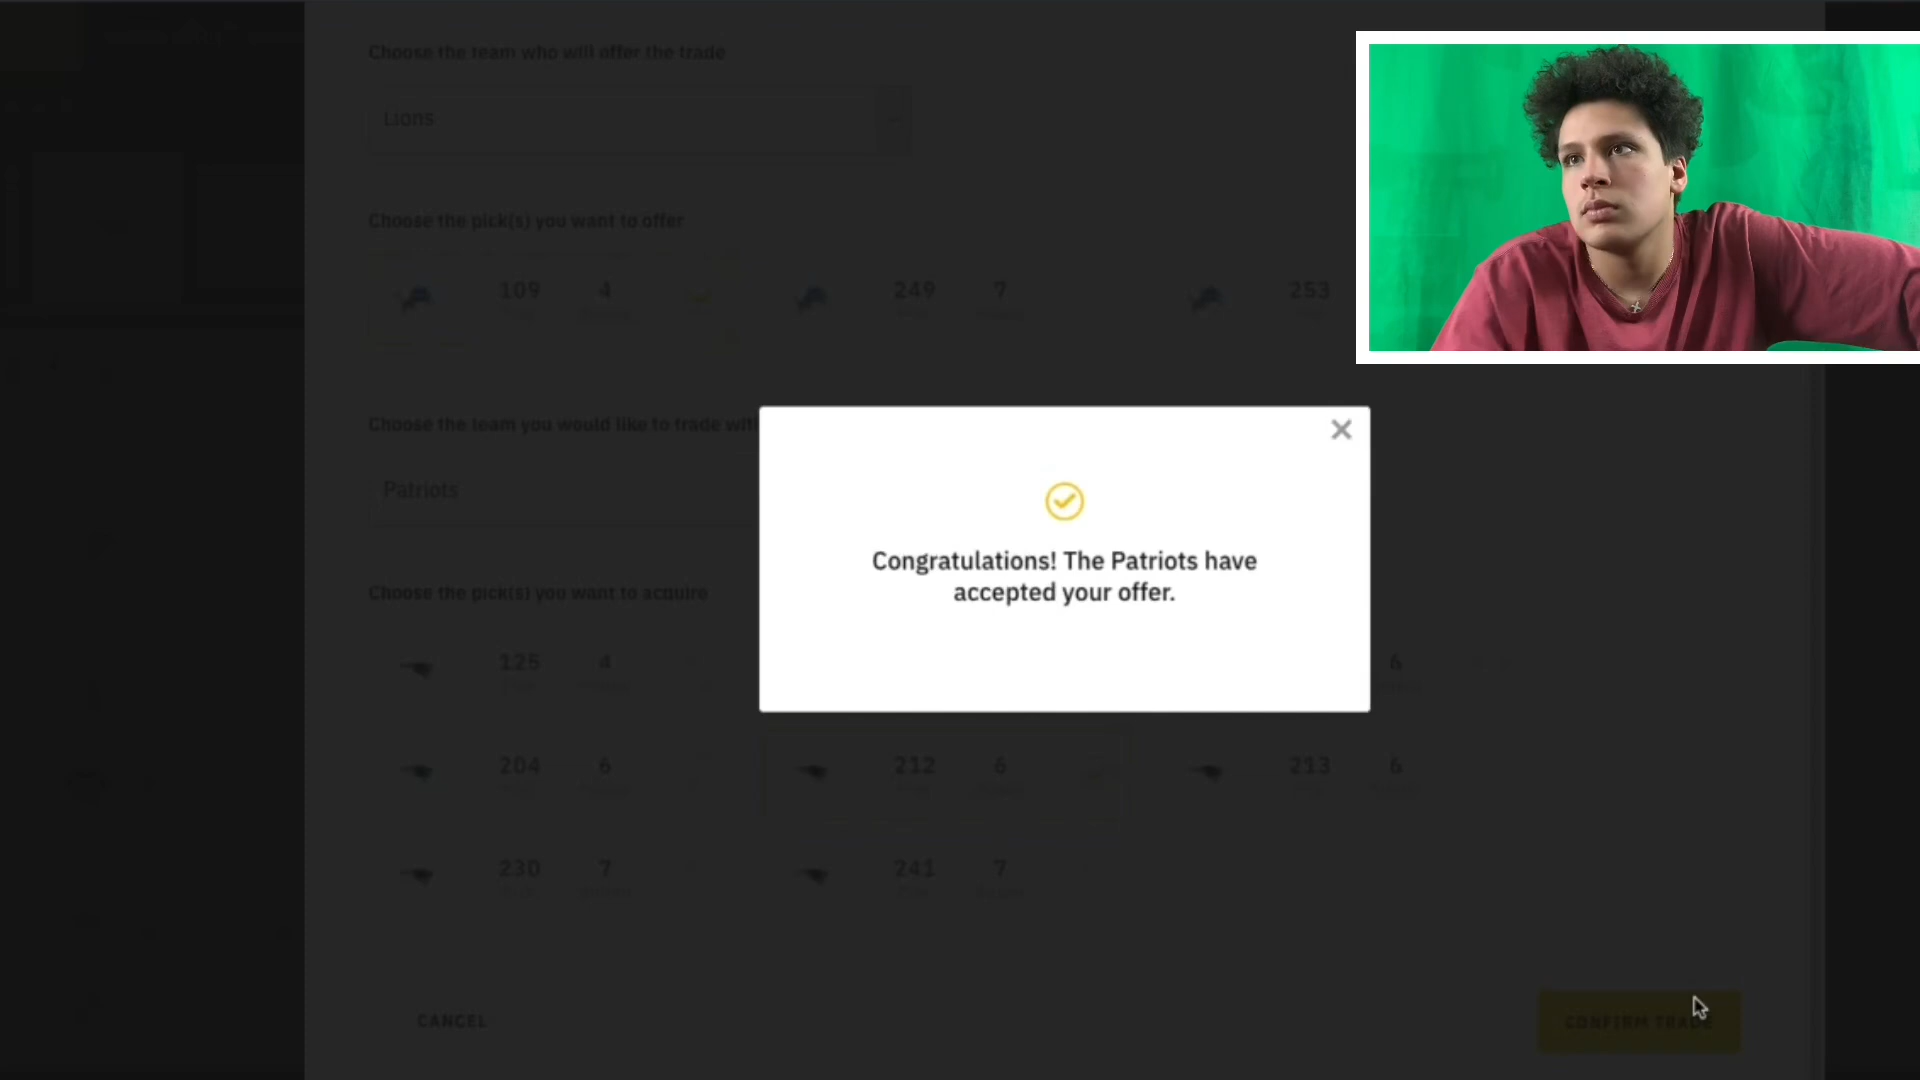 Choose the team who will offer the trade
Lions
Choose the pick(s) you want to offer
109 4 249 7 253
Choose the team you would like to trade with
Patriots
Congratulations! The Patriots have
accepted your offer.
Choose the pick(s) you want to acquire
125 4 6
204 6 212 6 213 6
230 7 241 7
CANCEL
CONFIRM TRADE